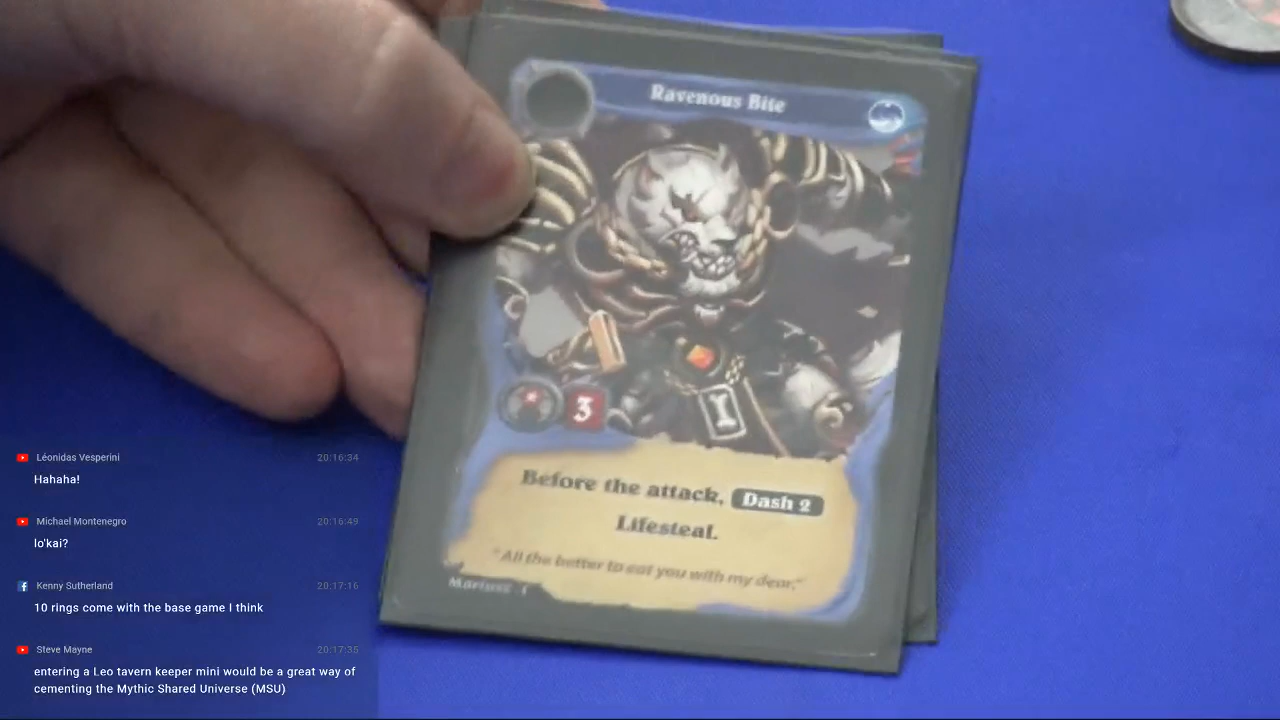 Ravenous Bite
3
I
Before the attack, Dash 2
Lifesteal.
"All the better to eat you with my dear."
Léonidas Vesperini 20:16:34
Hahaha!
Michael Montenegro 20:16:49
lo'kai?
Kenny Sutherland 20:17:16
10 rings come with the base game I think
Steve Mayne 20:17:35
entering a Leo tavern keeper mini would be a great way of
cementing the Mythic Shared Universe (MSU)